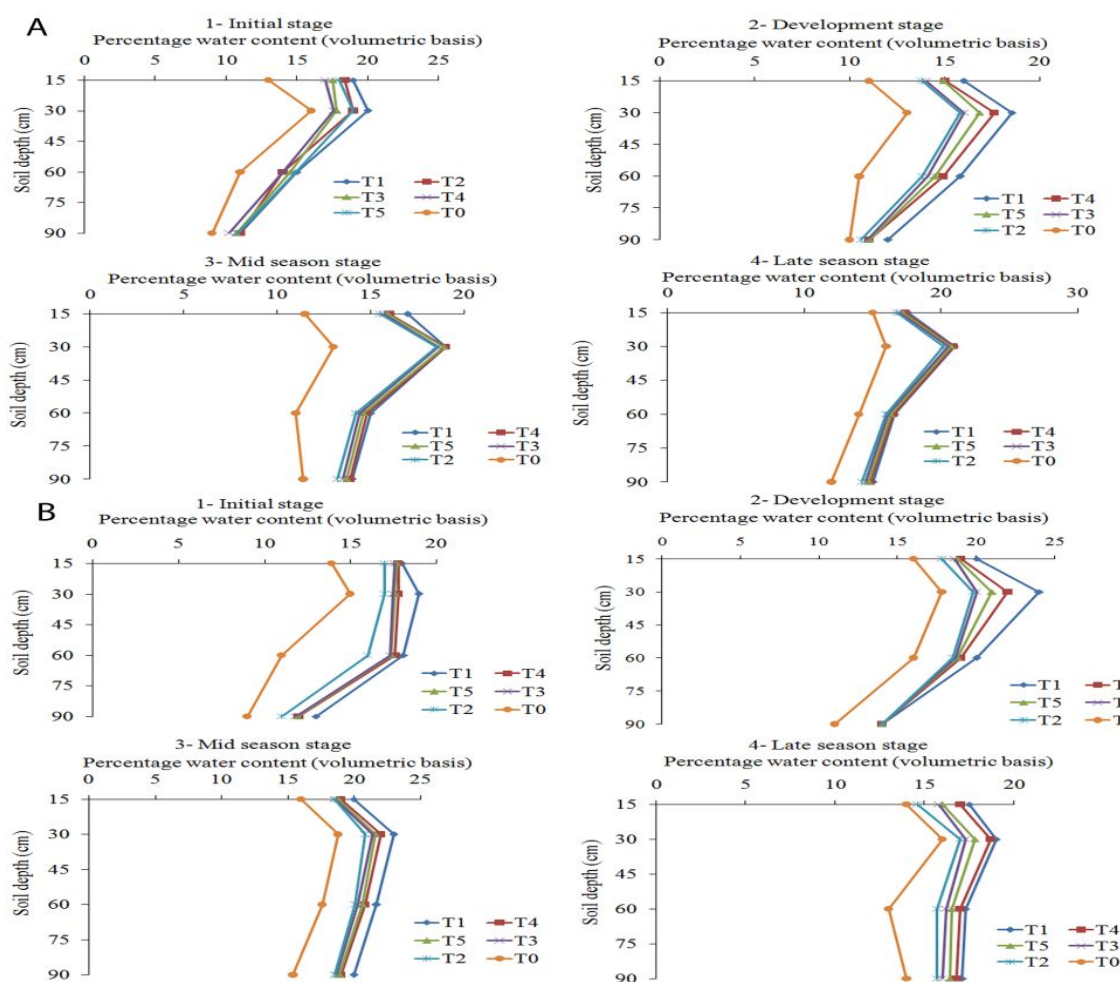 A
1- Initial stage
Percentage water content (volumetric basis)
0 5 10 15 20 25
Soil depth (cm)
15
30
45
60
75
90
T1 T2
T3 T4
T5 T0
2- Development stage
Percentage water content (volumetric basis)
0 5 10 15 20
Soil depth (cm)
15
30
45
60
75
90
T1 T4
T5 T3
T2 T0
3- Mid season stage
Percentage water content (volumetric basis)
0 5 10 15 20
Soil depth (cm)
15
30
45
60
75
90
T1 T4
T5 T3
T2 T0
4- Late season stage
Percentage water content (volumetric basis)
0 10 20 30
Soil depth (cm)
15
30
45
60
75
90
T1 T4
T5 T3
T2 T0
B
1- Initial stage
Percentage water content (volumetric basis)
0 5 10 15 20
Soil depth (cm)
15
30
45
60
75
90
T1 T4
T5 T3
T2 T0
2- Development stage
Percentage water content (volumetric basis)
0 5 10 15 20 25
Soil depth (cm)
15
30
45
60
75
90
T1
T5
T2
3- Mid season stage
Percentage water content (volumetric basis)
0 5 10 15 20 25
Soil depth (cm)
15
30
45
60
75
90
T1 T4
T5 T3
T2 T0
4- Late season stage
Percentage water content (volumetric basis)
0 5 10 15 20
Soil depth (cm)
15
30
45
60
75
90
T1 T4
T5 T3
T2 T0